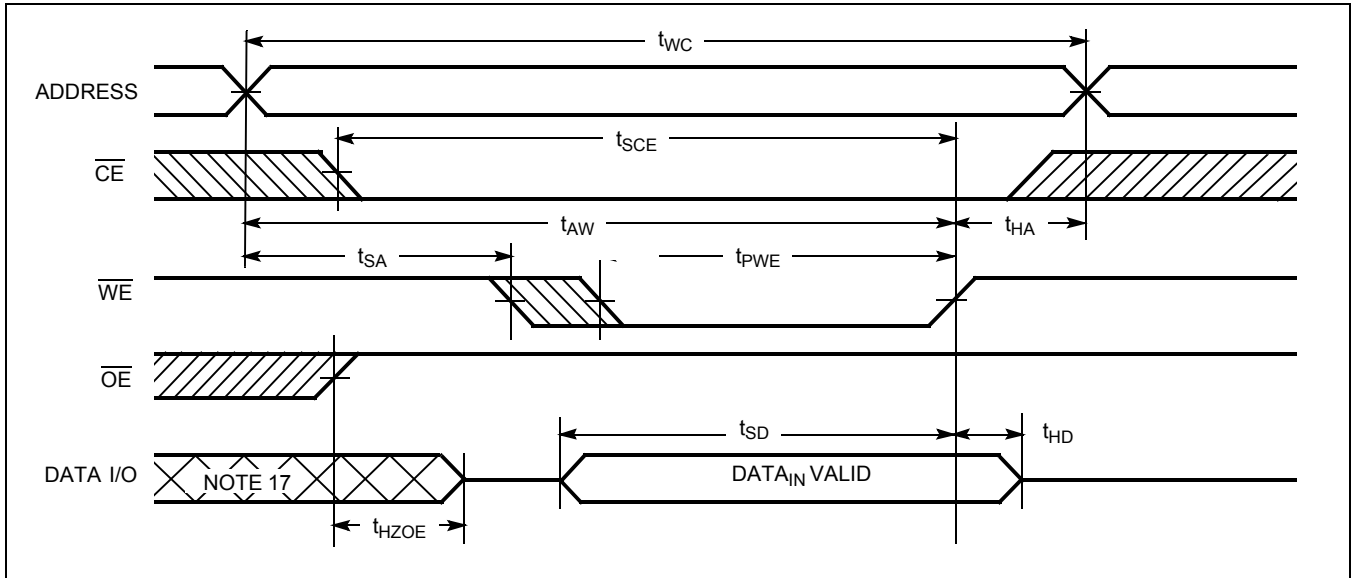 tWC
ADDRESS
tSCE
CE
tAW
tHA
tSA
tPWE
WE
OE
tSD
tHD
DATA I/O
NOTE 17
DATAIN VALID
tHZOE